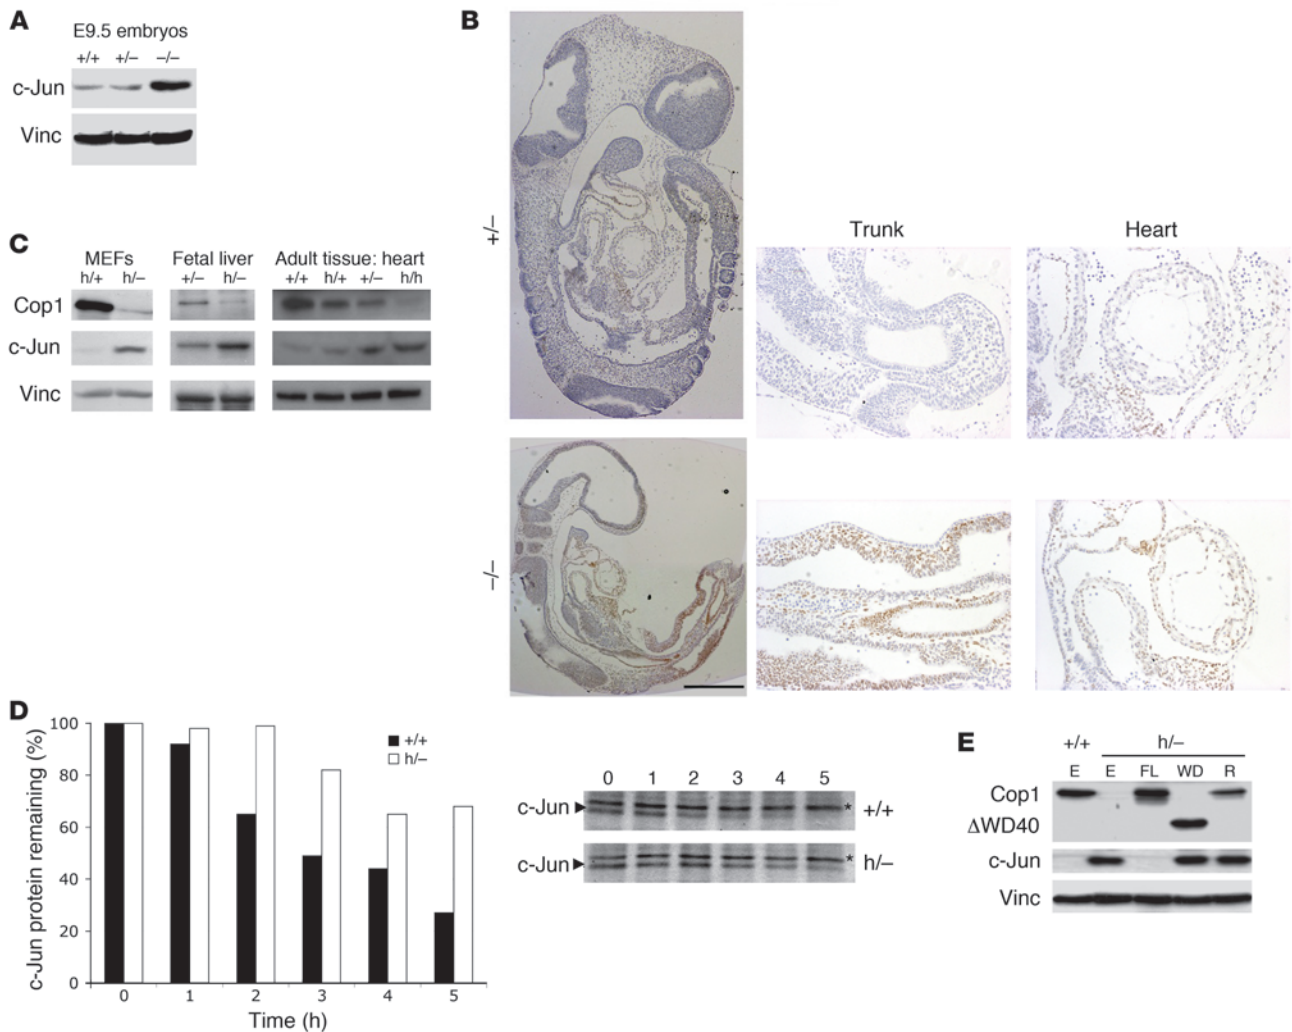 A
E9.5 embryos
+/+ +/– –/–
c-Jun
Vinc
B
+/–
Trunk Heart
–/–
C
MEFs Fetal liver Adult tissue: heart
h/+ h/– +/– h/– +/+ h/+ +/– h/h
Cop1
c-Jun
Vinc
D
c-Jun protein remaining (%)
100
80
60
40
20
0
+/+
h/–
0 1 2 3 4 5
Time (h)
0 1 2 3 4 5
c-Jun * +/+
c-Jun * h/–
E
+/+ h/–
E E FL WD R
Cop1
ΔWD40
c-Jun
Vinc